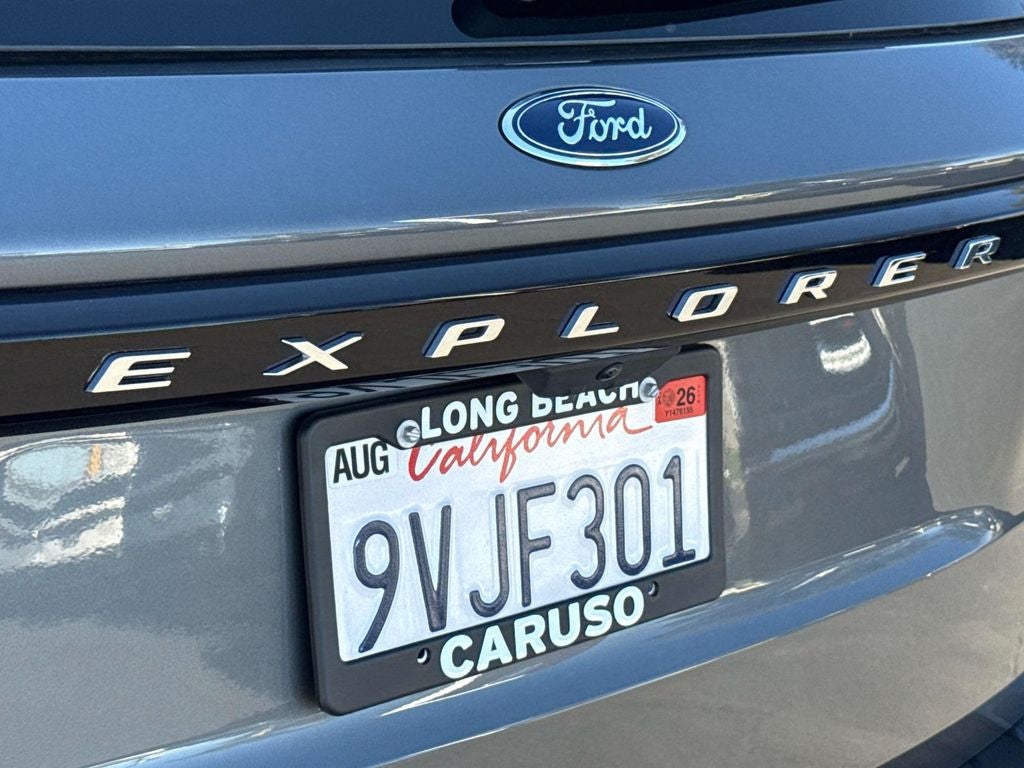 Ford
EXPLORER
LONG BEACH
AUG
California
26
9VJF301
CARUSO